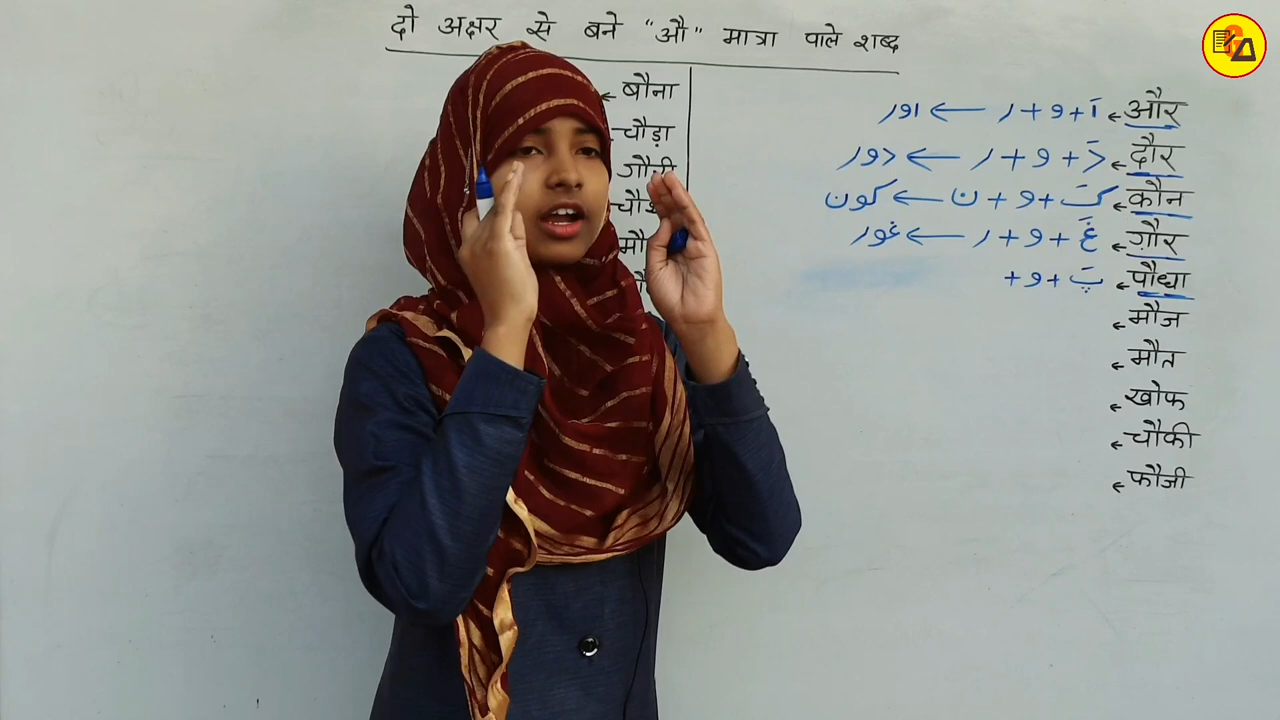 दो अक्षर से बने "औ" मात्रा वाले शब्द
← बौना
चौड़ा
और ← اَ + و + ر ← اور
दौर ← دَ + و + ر ← دور
कौन ← کَ + و + ن ← کون
ग़ौर ← غَ + و + ر ← غور
पौधा ← پَ + و +
मौज ←
मौत ←
खौफ ←
चौकी ←
फौजी ←